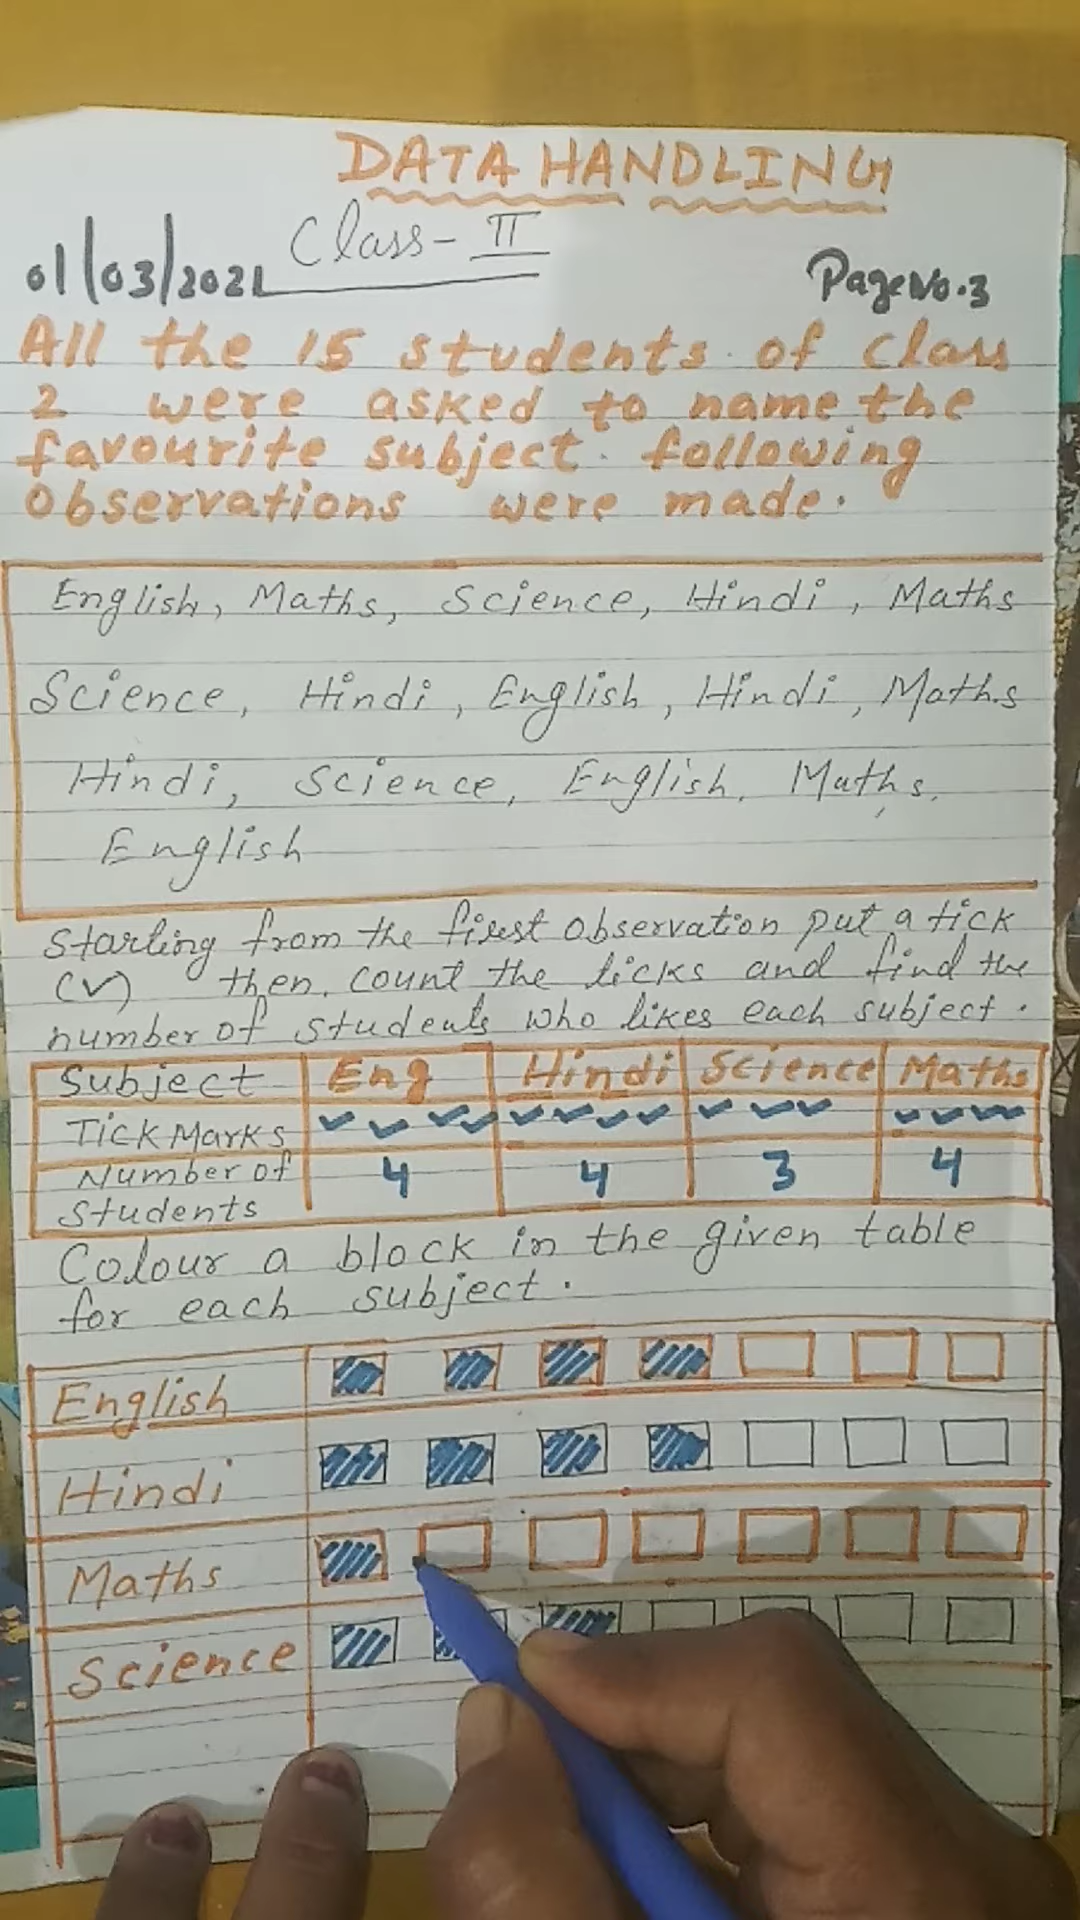 DATA HANDLING
Class - II
01/03/2021
Page No. 3
All the 15 students of class
2 were asked to name the
favourite subject. following
observations were made.
English, Maths, Science, Hindi, Maths
Science, Hindi, English, Hindi, Maths
Hindi, Science, English, Maths,
English
Starting from the first observation put a tick
(✓) then, count the ticks and find the
number of students who likes each subject.
Subject Eng Hindi Science Maths
Tick Marks ✓ ✓ ✓ ✓ ✓ ✓ ✓ ✓ ✓ ✓ ✓ ✓ ✓ ✓ ✓
Number of 4 4 3 4
Students
Colour a block in the given table
for each subject.
English
Hindi
Maths
Science